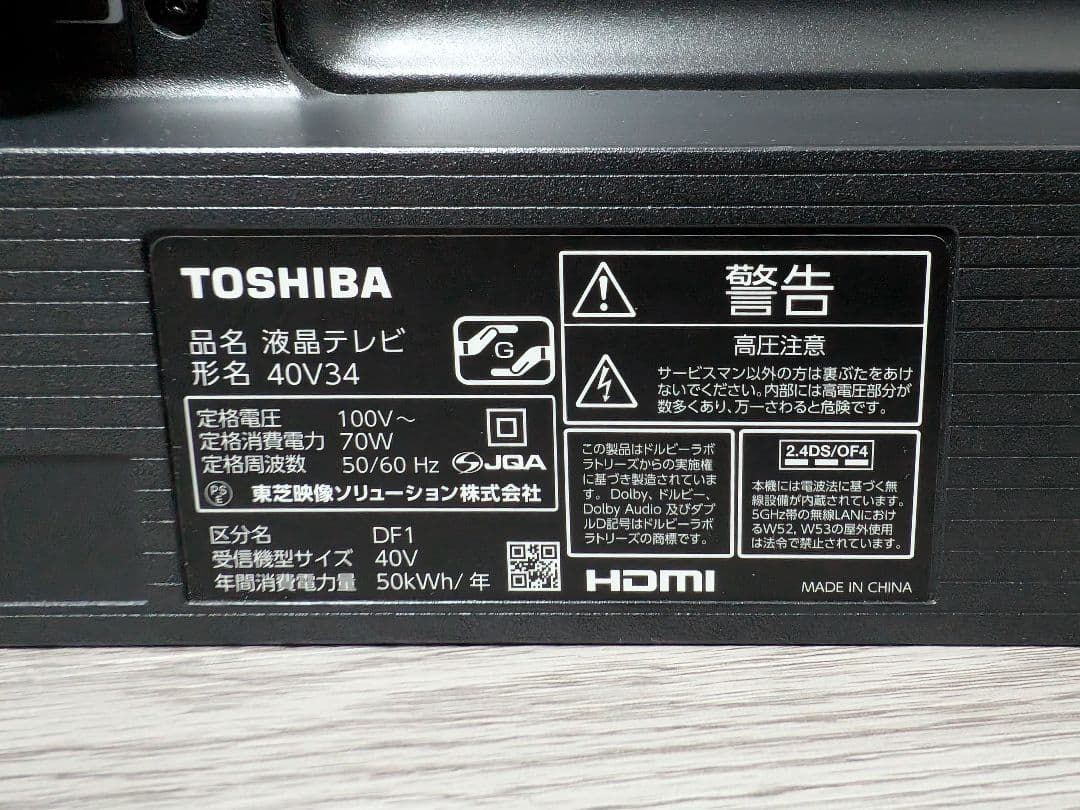 TOSHIBA
品名 液晶テレビ
形名 40V34
G
定格電圧 100V～
定格消費電力 70W
定格周波数 50/60 Hz
JQA
PS
E
東芝映像ソリューション株式会社
区分名 DF1
受信機型サイズ 40V
年間消費電力量 50kWh/年
警告
高圧注意
サービスマン以外の方は裏ぶたをあけ
ないでください。内部には高電圧部分が
数多くあり、万一さわると危険です。
この製品はドルビーラボ
ラトリーズからの実施権
に基づき製造されていま
す。Dolby、ドルビー、
Dolby Audio 及びダブ
ルD記号はドルビーラボ
ラトリーズの商標です。
2.4DS/OF4
本機には電波法に基づく無
線設備が内蔵されています。
5GHz帯の無線LANにおけ
るW52, W53の屋外使用
は法令で禁止されています。
HDMI
MADE IN CHINA